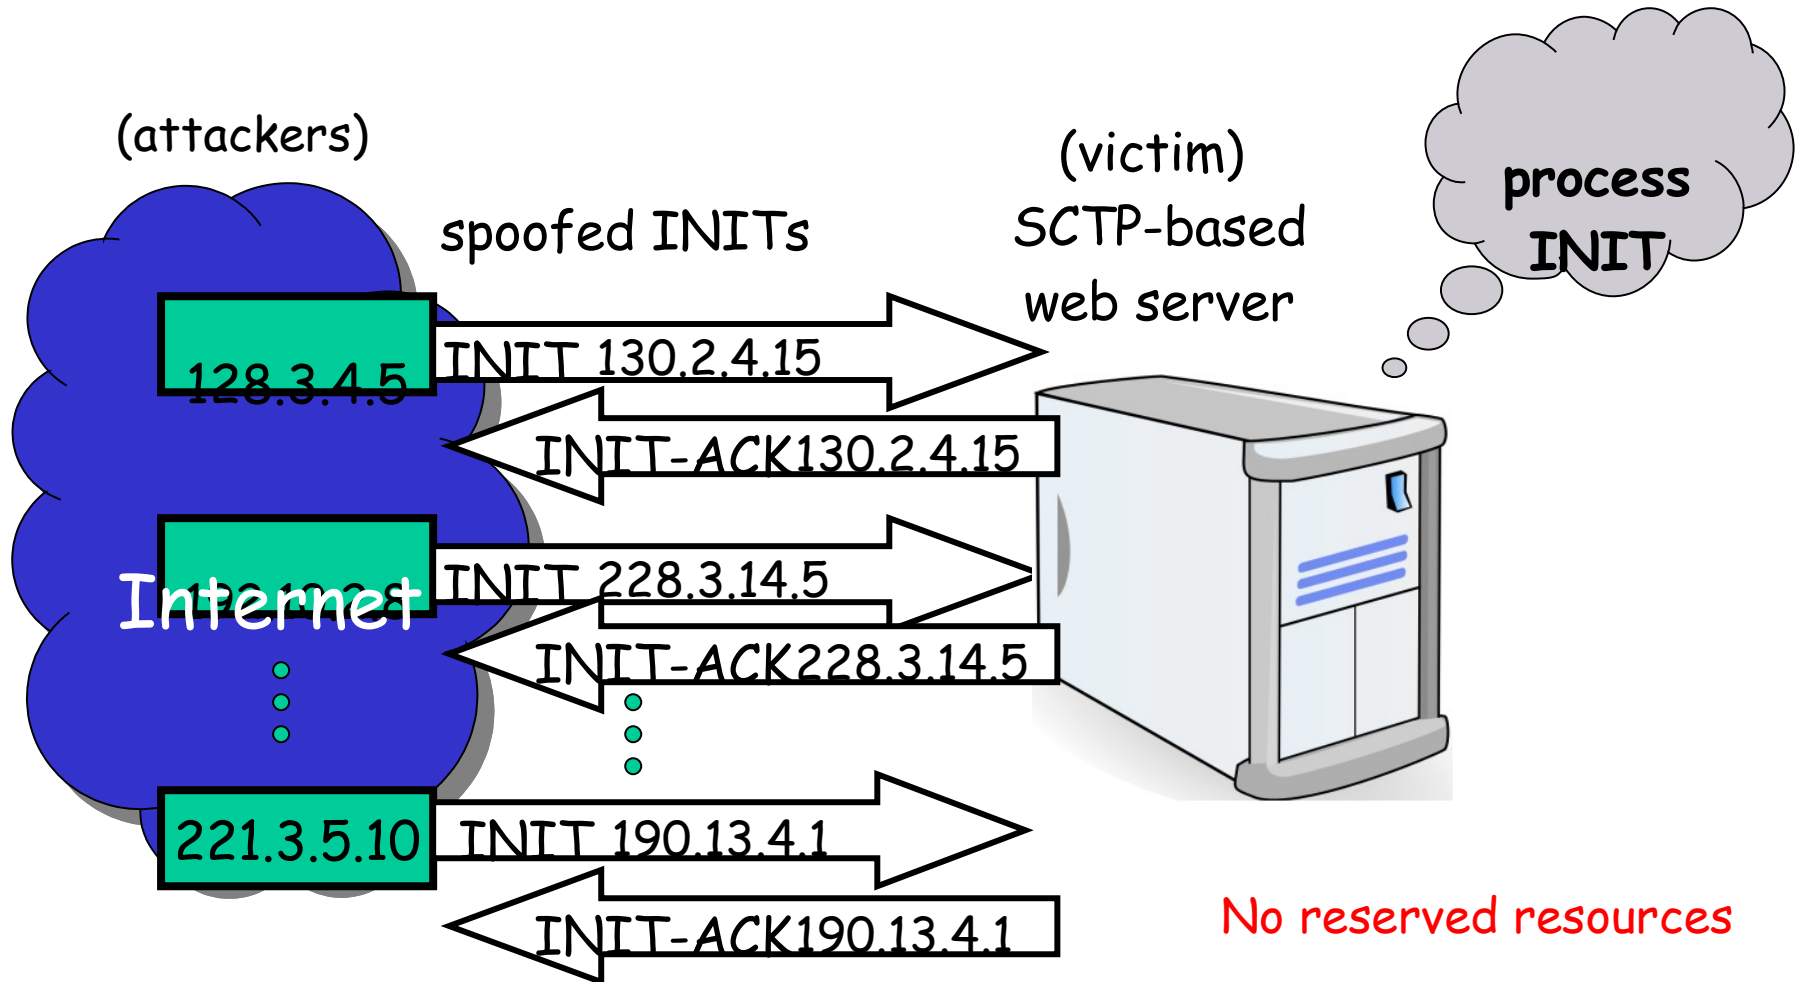 (attackers)
spoofed INITs
(victim)
SCTP-based
web server
process
INIT
128.3.4.5
INIT 130.2.4.15
INIT-ACK130.2.4.15
Internet
INIT 228.3.14.5
INIT-ACK228.3.14.5
221.3.5.10
INIT 190.13.4.1
INIT-ACK190.13.4.1
No reserved resources